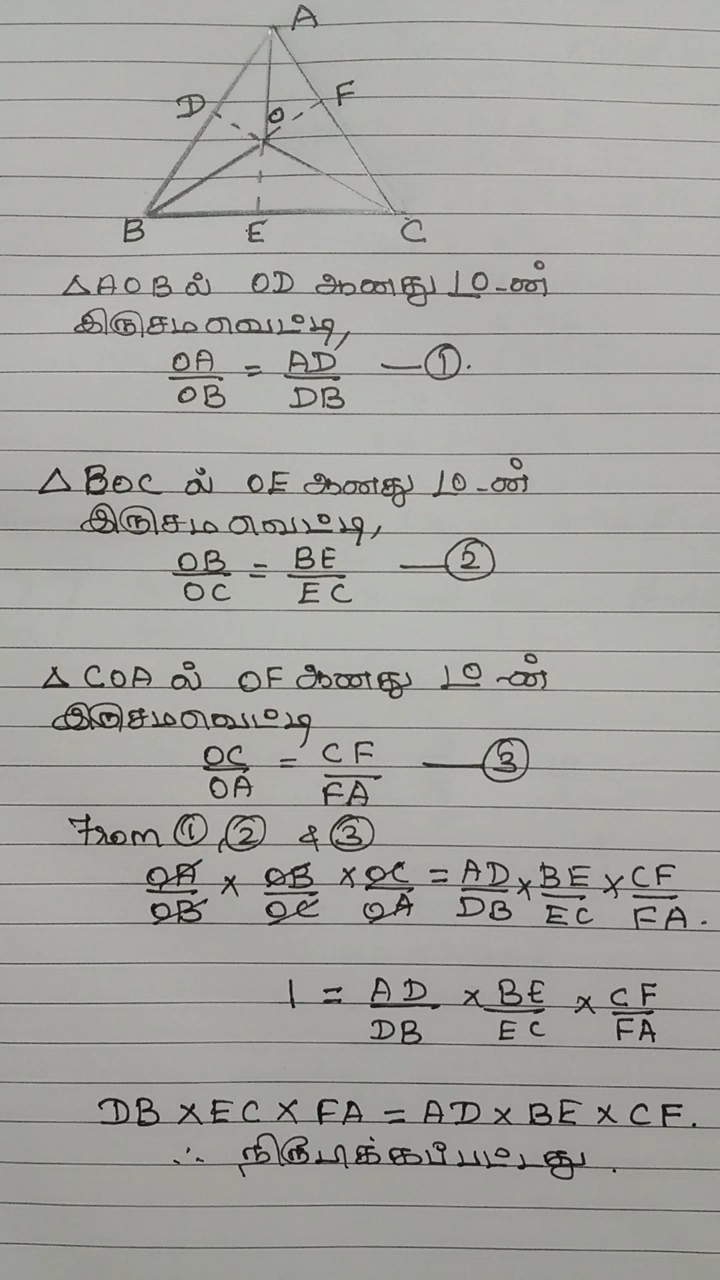 A
D
F
O
B
E
C
△AOB ல் OD ஆனது ∠O-ன்
இருசமவெட்டி,
OA/OB = AD/DB — ①.
△BOC ல் OE ஆனது ∠O-ன்
இருசமவெட்டி,
OB/OC = BE/EC — ②
△COA ல் OF ஆனது ∠O-ன்
இருசமவெட்டி
OC/OA = CF/FA — ③
From ①, ② & ③
OA/OB × OB/OC × OC/OA = AD/DB × BE/EC × CF/FA.
1 = AD/DB × BE/EC × CF/FA
DB × EC × FA = AD × BE × CF.
∴ நிரூபிக்கப்பட்டது.